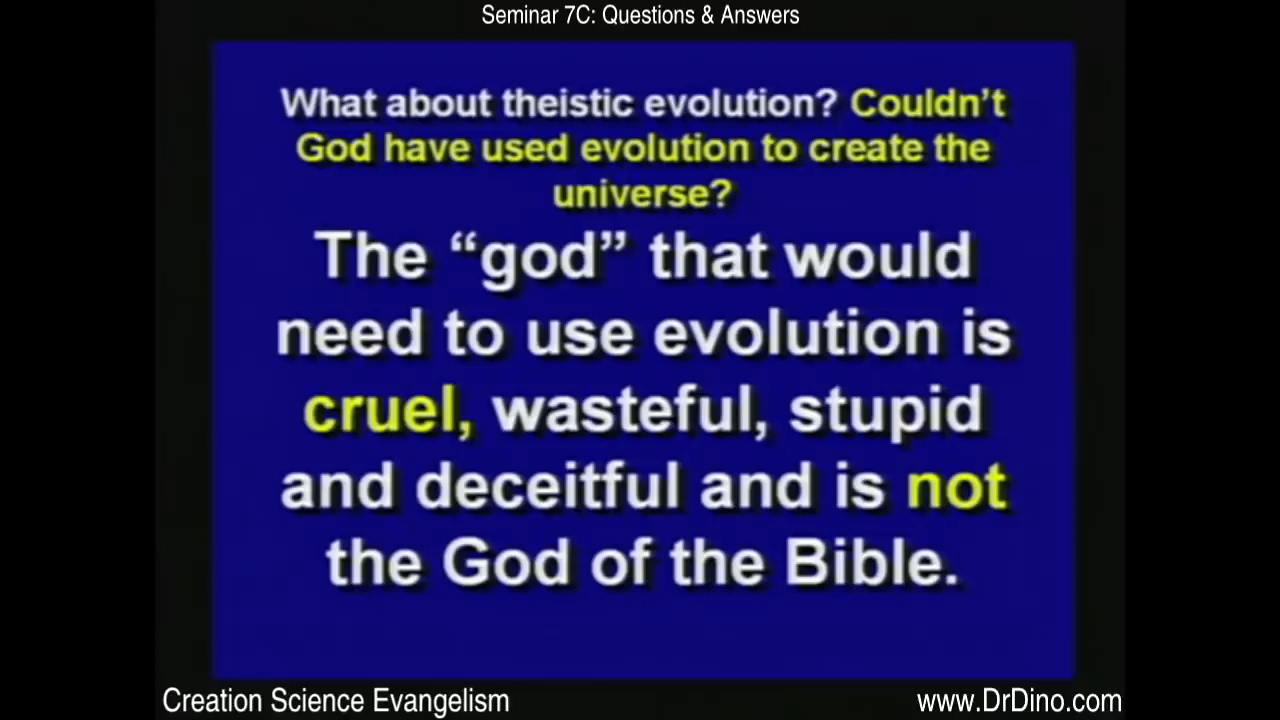 Seminar 7C: Questions & Answers
What about theistic evolution? Couldn't
God have used evolution to create the
universe?
The “god” that would
need to use evolution is
cruel, wasteful, stupid
and deceitful and is not
the God of the Bible.
Creation Science Evangelism
www.DrDino.com